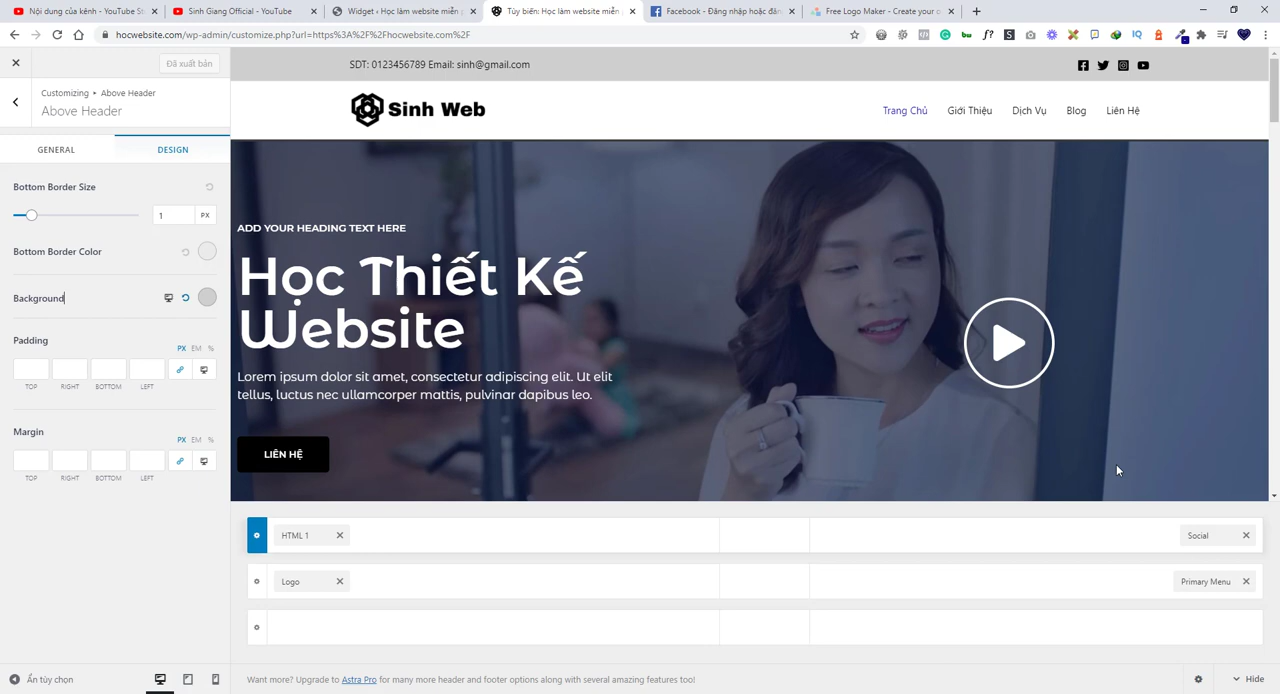 Nội dung của kênh - YouTube St
Sinh Giang Official - YouTube
Widget ‹ Học làm website miễn p
Tùy biến: Học làm website miễn
Facebook - Đăng nhập hoặc đăn
Free Logo Maker - Create your o
hocwebsite.com/wp-admin/customize.php?url=https%3A%2F%2Fhocwebsite.com%2F
Đã xuất bản
Customizing ▸ Above Header
Above Header
GENERAL
DESIGN
Bottom Border Size
1
PX
Bottom Border Color
Background
Padding
PX EM %
TOP RIGHT BOTTOM LEFT
Margin
PX EM %
TOP RIGHT BOTTOM LEFT
Ẩn tùy chọn
SDT: 0123456789 Email: sinh@gmail.com
Sinh Web
Trang Chủ
Giới Thiệu
Dịch Vụ
Blog
Liên Hệ
ADD YOUR HEADING TEXT HERE
Học Thiết Kế
Website
Lorem ipsum dolor sit amet, consectetur adipiscing elit. Ut elit
tellus, luctus nec ullamcorper mattis, pulvinar dapibus leo.
LIÊN HỆ
HTML 1
Social
Logo
Primary Menu
Want more? Upgrade to Astra Pro for many more header and footer options along with several amazing features too!
Hide